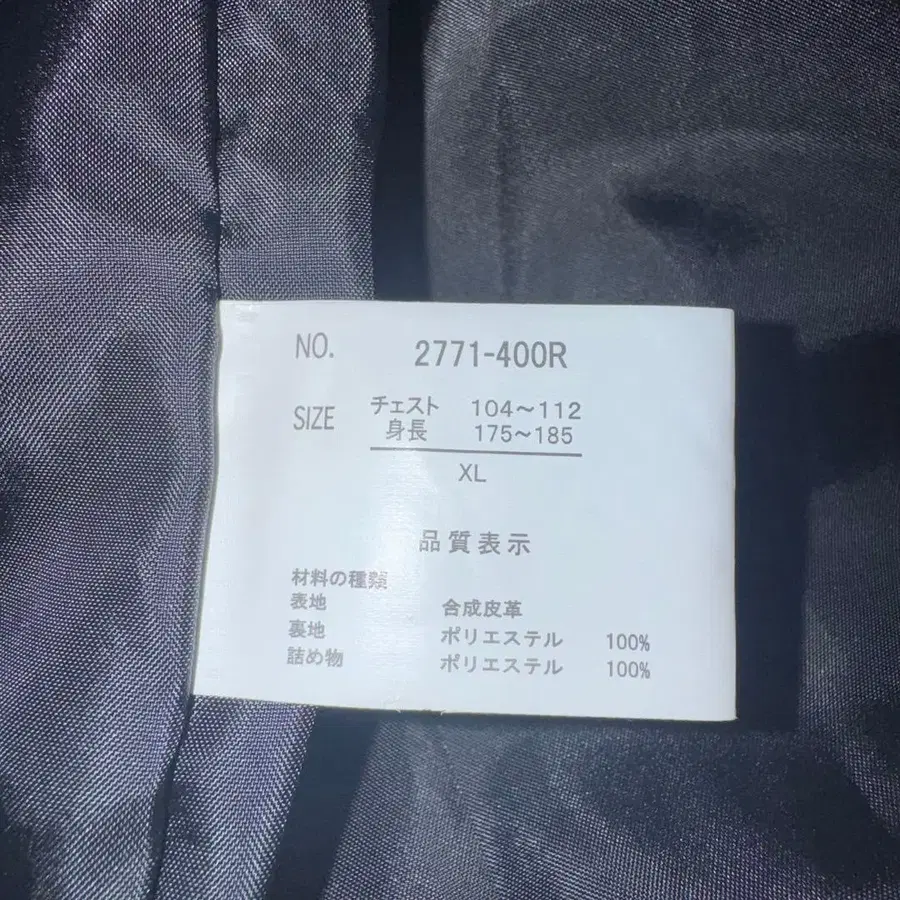 NO. 2771-400R
SIZE チェスト 104～112
身長 175～185
XL
品質表示
材料の種類
表地 合成皮革
裏地 ポリエステル 100%
詰め物 ポリエステル 100%